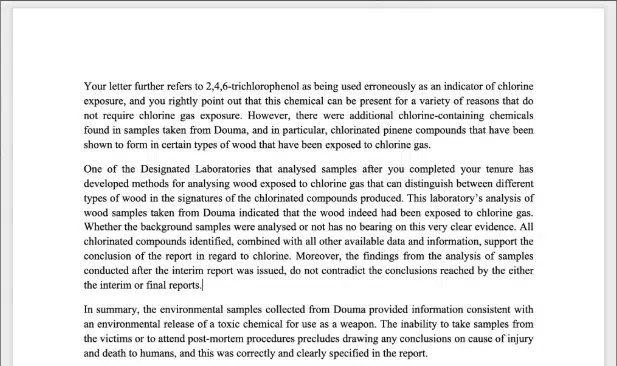 Your letter further refers to 2,4,6-trichlorophenol as being used erroneously as an indicator of chlorine
exposure, and you rightly point out that this chemical can be present for a variety of reasons that do
not require chlorine gas exposure. However, there were additional chlorine-containing chemicals
found in samples taken from Douma, and in particular, chlorinated pinene compounds that have been
shown to form in certain types of wood that have been exposed to chlorine gas.
One of the Designated Laboratories that analysed samples after you completed your tenure has
developed methods for analysing wood exposed to chlorine gas that can distinguish between different
types of wood in the signatures of the chlorinated compounds produced. This laboratory's analysis of
wood samples taken from Douma indicated that the wood indeed had been exposed to chlorine gas.
Whether the background samples were analysed or not has no bearing on this very clear evidence. All
chlorinated compounds identified, combined with all other available data and information, support the
conclusion of the report in regard to chlorine. Moreover, the findings from the analysis of samples
conducted after the interim report was issued, do not contradict the conclusions reached by the either
the interim or final reports.
In summary, the environmental samples collected from Douma provided information consistent with
an environmental release of a toxic chemical for use as a weapon. The inability to take samples from
the victims or to attend post-mortem procedures precludes drawing any conclusions on cause of injury
and death to humans, and this was correctly and clearly specified in the report.